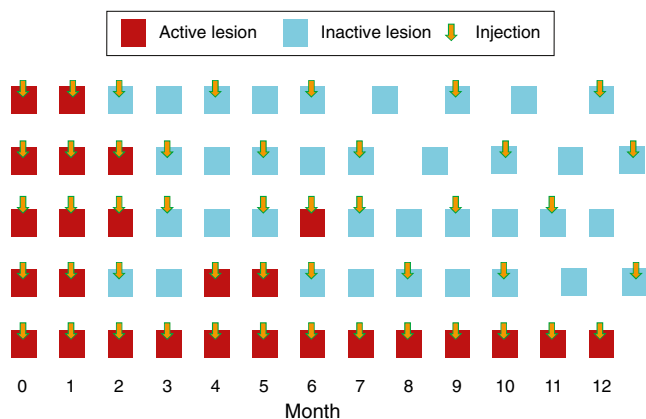 Active lesion Inactive lesion Injection
0 1 2 3 4 5 6 7 8 9 10 11 12
Month